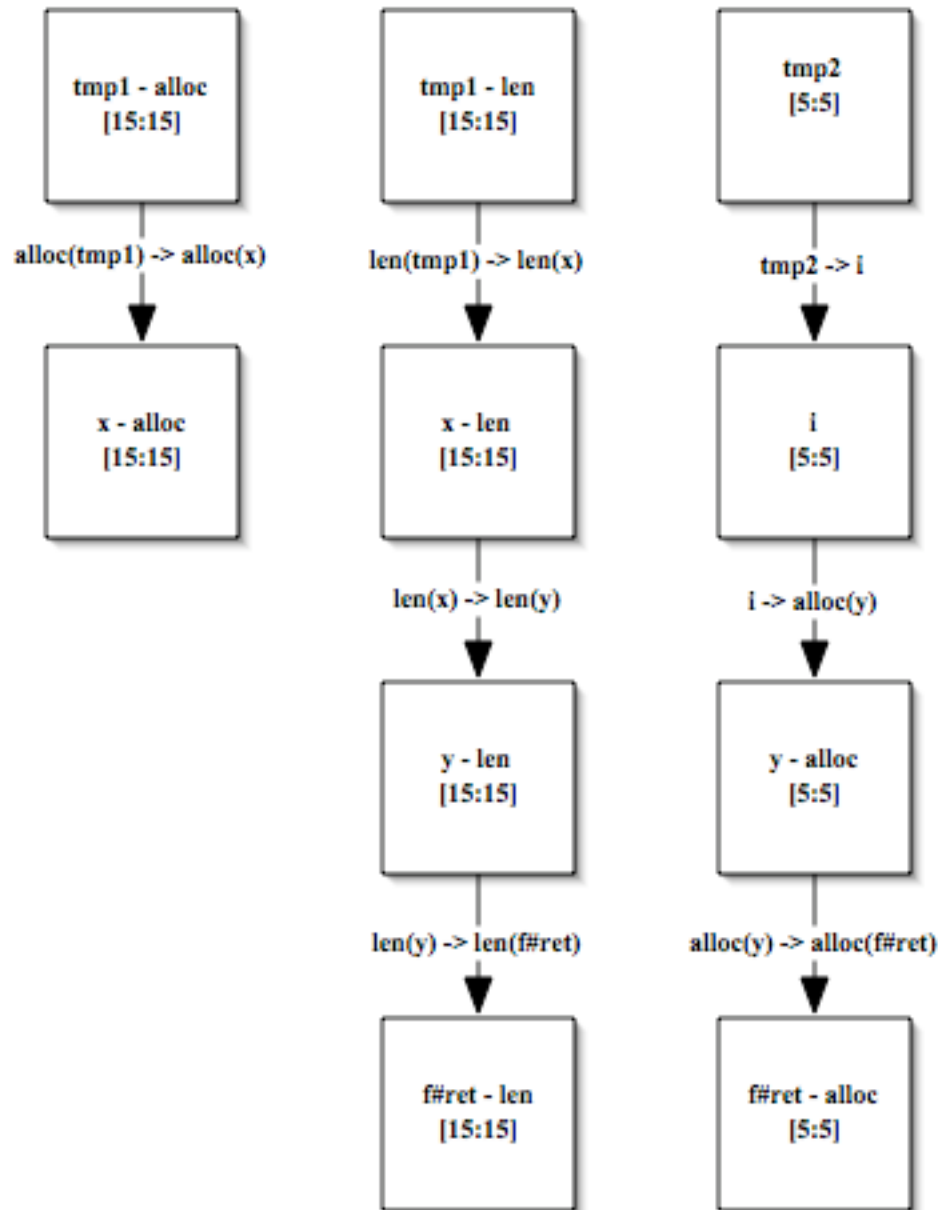 tmp1 - alloc
[15:15]
tmp1 - len
[15:15]
tmp2
[5:5]
alloc(tmp1) -> alloc(x)
len(tmp1) -> len(x)
tmp2 -> i
x - alloc
[15:15]
x - len
[15:15]
i
[5:5]
len(x) -> len(y)
i -> alloc(y)
y - len
[15:15]
y - alloc
[5:5]
len(y) -> len(f#ret)
alloc(y) -> alloc(f#ret)
f#ret - len
[15:15]
f#ret - alloc
[5:5]